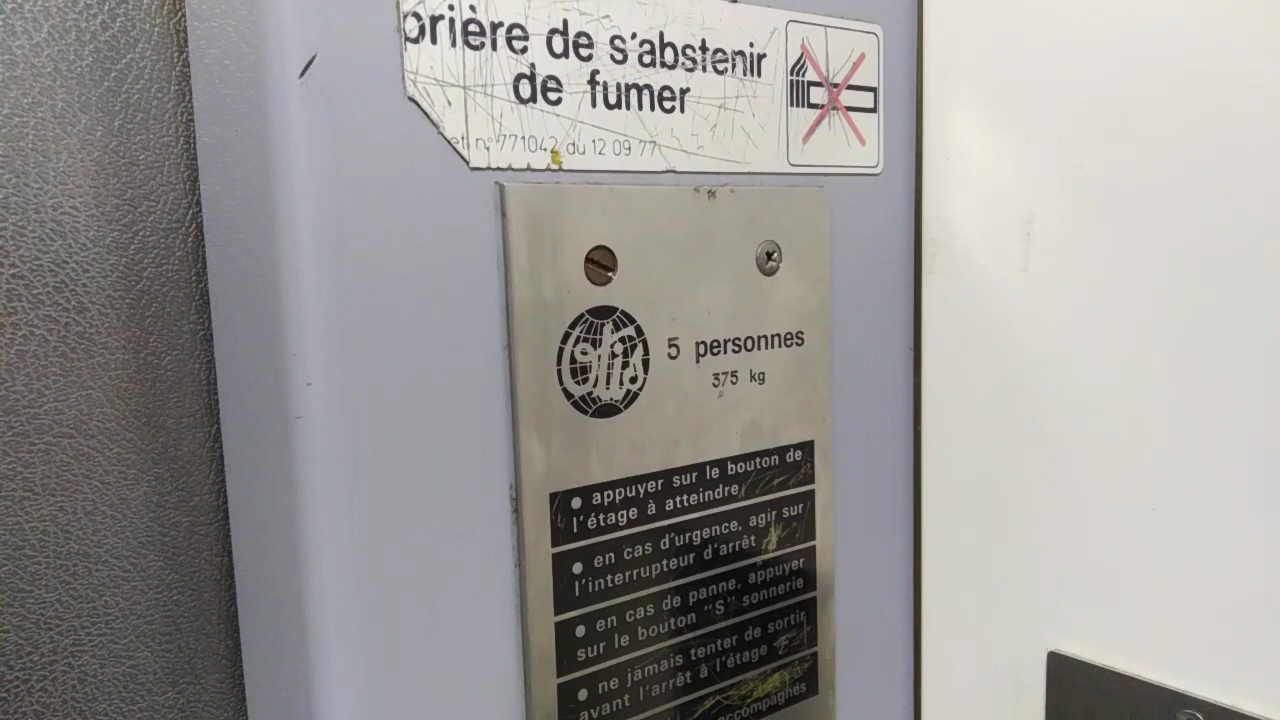 prière de s'abstenir
de fumer
et n° 771042 du 12 09 77
Otis
5 personnes
375 kg
● appuyer sur le bouton de
l'étage à atteindre
● en cas d'urgence, agir sur
l'interrupteur d'arrêt
● en cas de panne, appuyer
sur le bouton "S" sonnerie
● ne jamais tenter de sortir
avant l'arrêt à l'étage
accompagnés